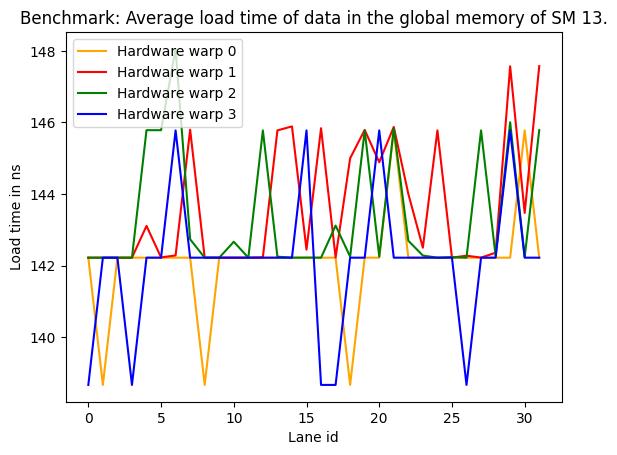 Benchmark: Average load time of data in the global memory of SM 13.
Hardware warp 0
Hardware warp 1
Hardware warp 2
Hardware warp 3
Load time in ns
148
146
144
142
140
0 5 10 15 20 25 30
Lane id